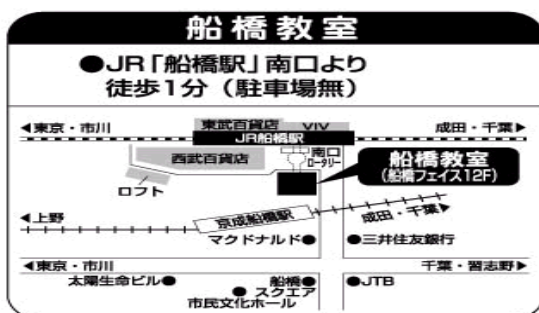 船橋教室
●JR「船橋駅」南口より
徒歩1分（駐車場無）
◀東京・市川
東武百貨店
VIV
成田・千葉▶
JR船橋駅
西武百貨店
南口
ロータリー
船橋教室
(船橋フェイス12F)
ロフト
◀上野
京成船橋駅
成田・千葉▶
マクドナルド●
●三井住友銀行
◀東京・市川
千葉・習志野▶
太陽生命ビル●
船橋●
スクエア
●JTB
●
市民文化ホール